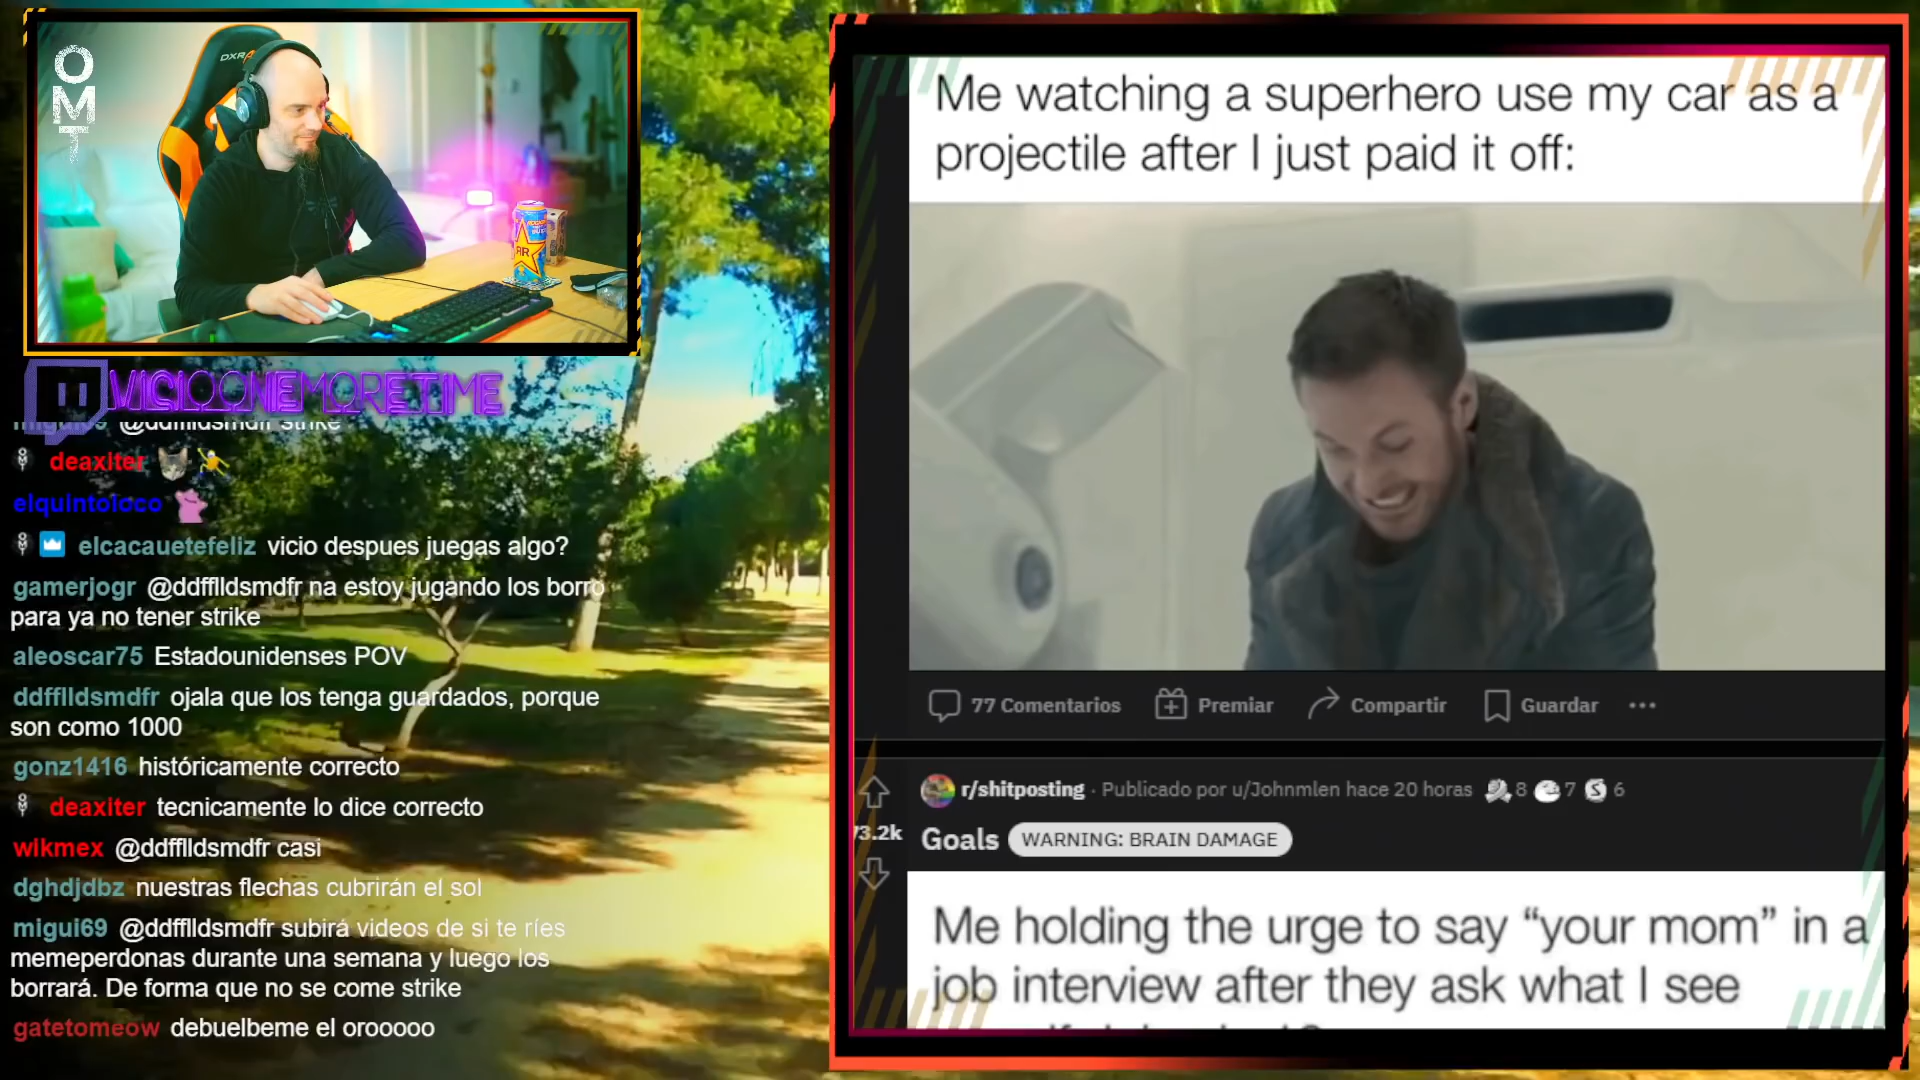 OMT
DXRA
VICIOONEMORETIME
migui69 @ddfflldsmdfr strike
deaxiter
elquintoloco
elcacauetefeliz vicio despues juegas algo?
gamerjogr @ddfflldsmdfr na estoy jugando los borro
para ya no tener strike
aleoscar75 Estadounidenses POV
ddfflldsmdfr ojala que los tenga guardados, porque
son como 1000
gonz1416 históricamente correcto
deaxiter tecnicamente lo dice correcto
wlkmex @ddfflldsmdfr casi
dghdjdbz nuestras flechas cubrirán el sol
migui69 @ddfflldsmdfr subirá videos de si te ríes
memeperdonas durante una semana y luego los
borrará. De forma que no se come strike
gatetomeow debuelbeme el orooooo
Me watching a superhero use my car as a
projectile after I just paid it off:
77 Comentarios Premiar Compartir Guardar ...
r/shitposting · Publicado por u/Johnmlen hace 20 horas 8 7 6
73.2k
Goals WARNING: BRAIN DAMAGE
Me holding the urge to say “your mom” in a
job interview after they ask what I see